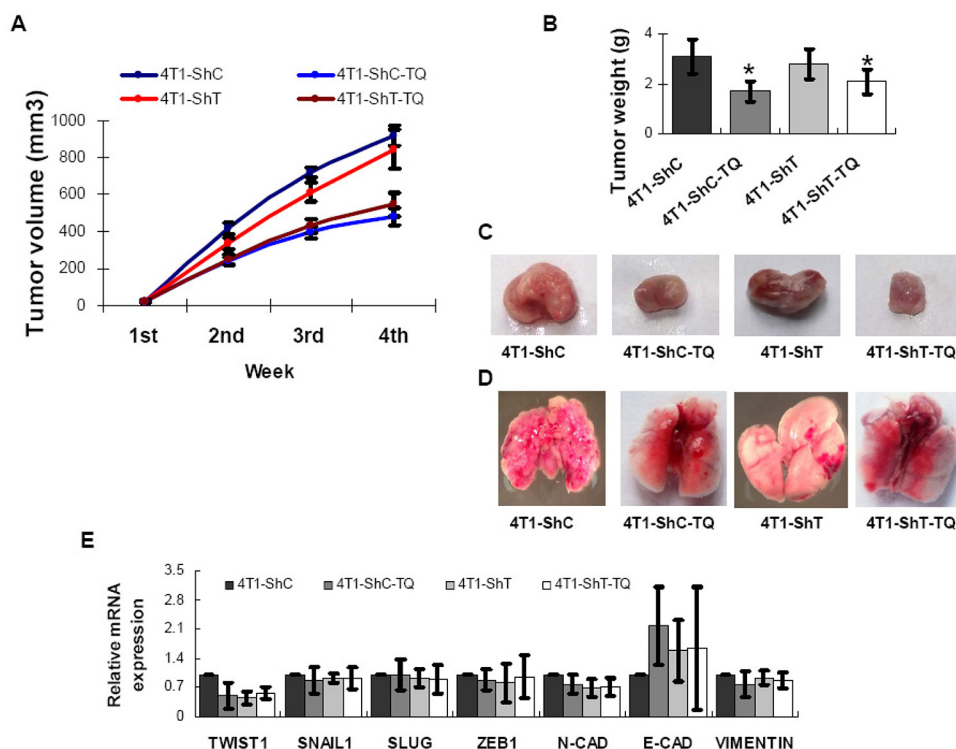 A
4T1-ShC
4T1-ShC-TQ
4T1-ShT
4T1-ShT-TQ
Tumor volume (mm3)
1000
800
600
400
200
0
1st 2nd 3rd 4th
Week
B
Tumor weight (g)
4
2
0
*
*
4T1-ShC
4T1-ShC-TQ
4T1-ShT
4T1-ShT-TQ
C
4T1-ShC 4T1-ShC-TQ 4T1-ShT 4T1-ShT-TQ
D
4T1-ShC 4T1-ShC-TQ 4T1-ShT 4T1-ShT-TQ
E
Relative mRNA
expression
3.5
2.8
2.1
1.4
0.7
0
4T1-ShC 4T1-ShC-TQ 4T1-ShT 4T1-ShT-TQ
TWIST1 SNAIL1 SLUG ZEB1 N-CAD E-CAD VIMENTIN